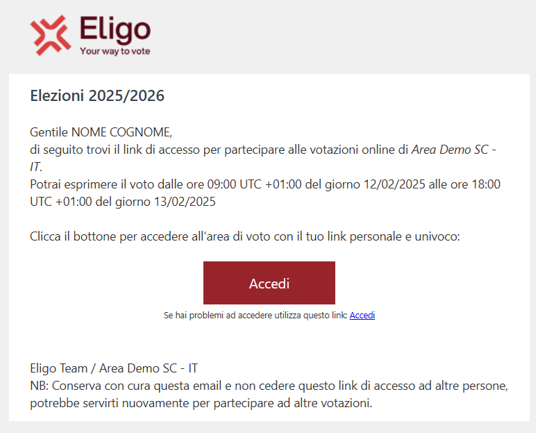 Eligo
Your way to vote
Elezioni 2025/2026
Gentile NOME COGNOME,
di seguito trovi il link di accesso per partecipare alle votazioni online di Area Demo SC -
IT.
Potrai esprimere il voto dalle ore 09:00 UTC +01:00 del giorno 12/02/2025 alle ore 18:00
UTC +01:00 del giorno 13/02/2025
Clicca il bottone per accedere all'area di voto con il tuo link personale e univoco:
Accedi
Se hai problemi ad accedere utilizza questo link: Accedi
Eligo Team / Area Demo SC - IT
NB: Conserva con cura questa email e non cedere questo link di accesso ad altre persone,
potrebbe servirti nuovamente per partecipare ad altre votazioni.